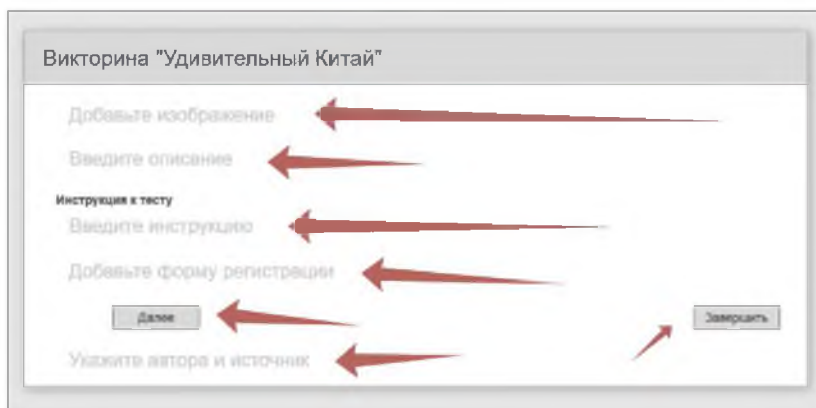 Викторина "Удивительный Китай"
Добавьте изображение
Введите описание
Инструкция к тесту
Введите инструкцию
Добавьте форму регистрации
Далее
Завершить
Укажите автора и источник